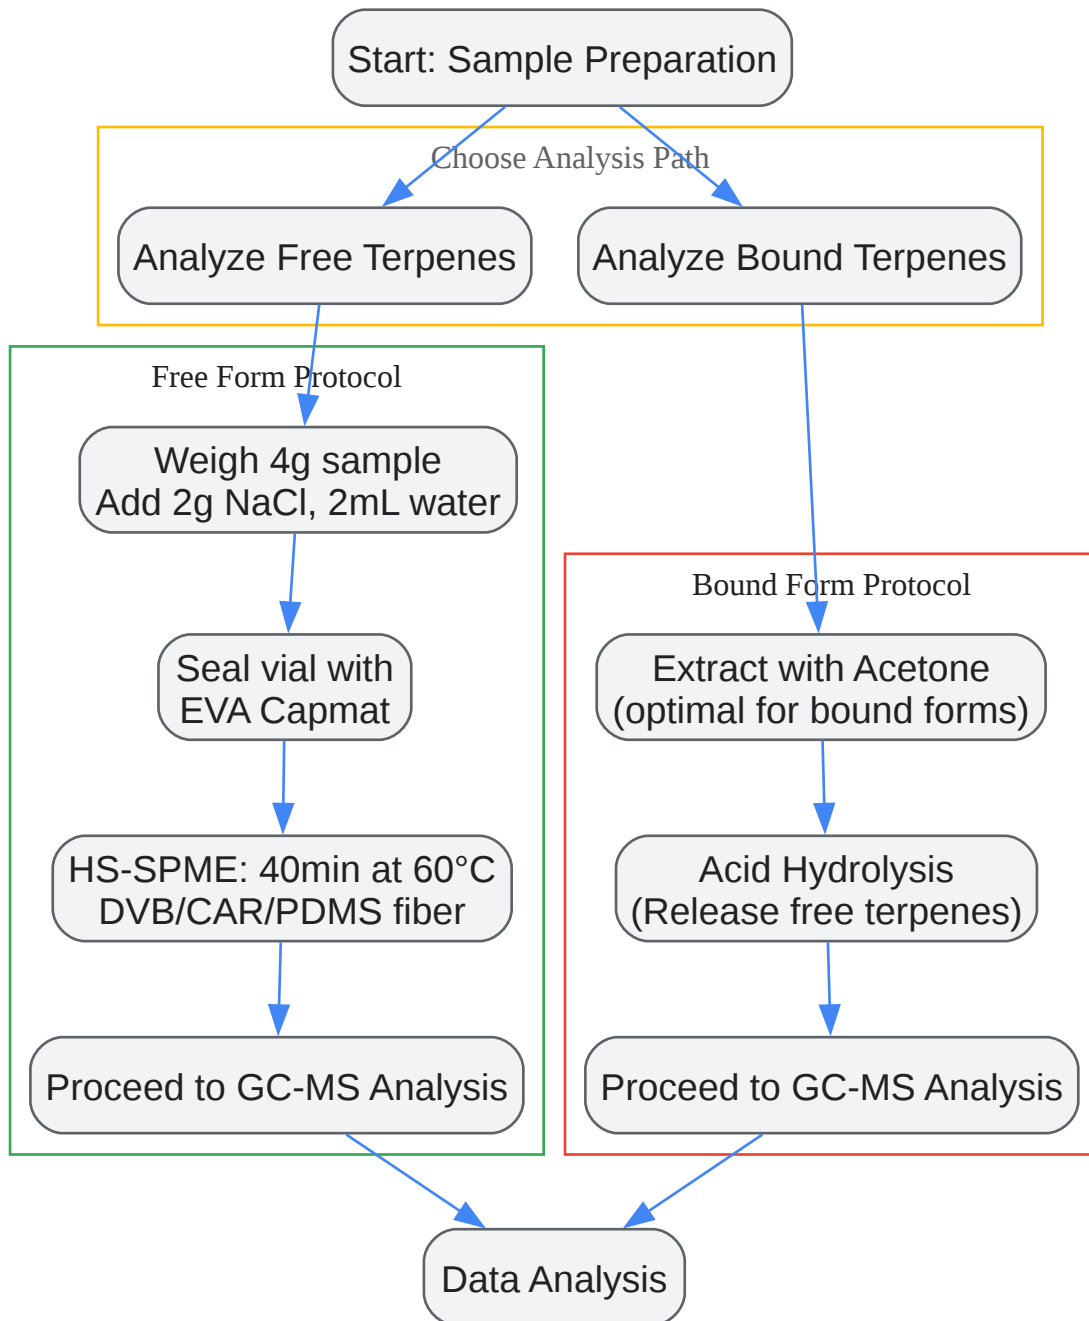 Start: Sample Preparation
Choose Analysis Path
Analyze Free Terpenes
Analyze Bound Terpenes
Free Form Protocol
Weigh 4g sample
Add 2g NaCl, 2mL water
Seal vial with
EVA Capmat
HS-SPME: 40min at 60°C
DVB/CAR/PDMS fiber
Proceed to GC-MS Analysis
Bound Form Protocol
Extract with Acetone
(optimal for bound forms)
Acid Hydrolysis
(Release free terpenes)
Proceed to GC-MS Analysis
Data Analysis